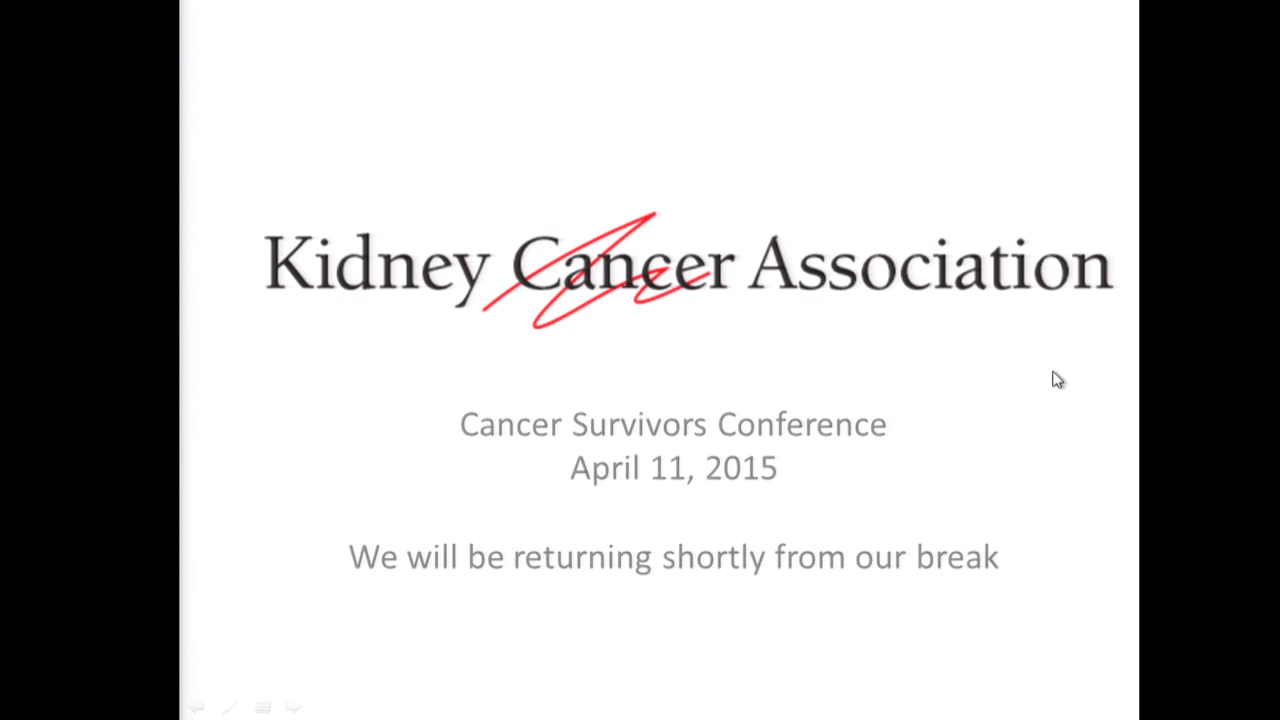 Kidney Cancer Association
Cancer Survivors Conference
April 11, 2015
We will be returning shortly from our break